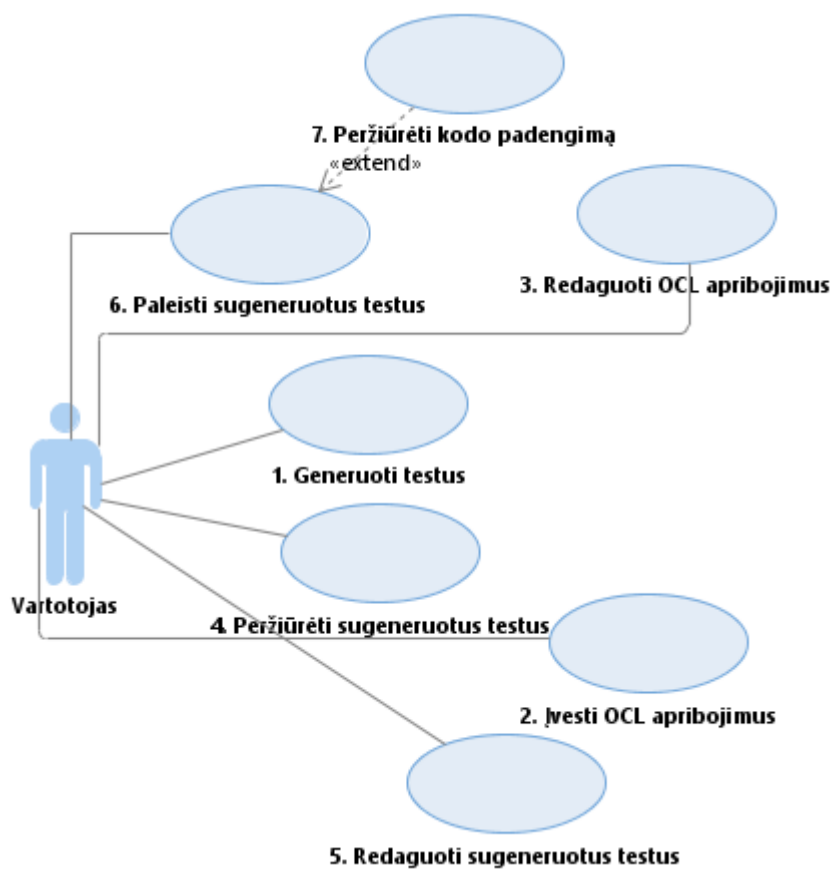 7. Peržiūrėti kodo padengimą
«extend»
3. Redaguoti OCL apribojimus
6. Paleisti sugeneruotus testus
1. Generuoti testus
Vartotojas
4. Peržiūrėti sugeneruotus testus
2. Įvesti OCL apribojimus
5. Redaguoti sugeneruotus testus